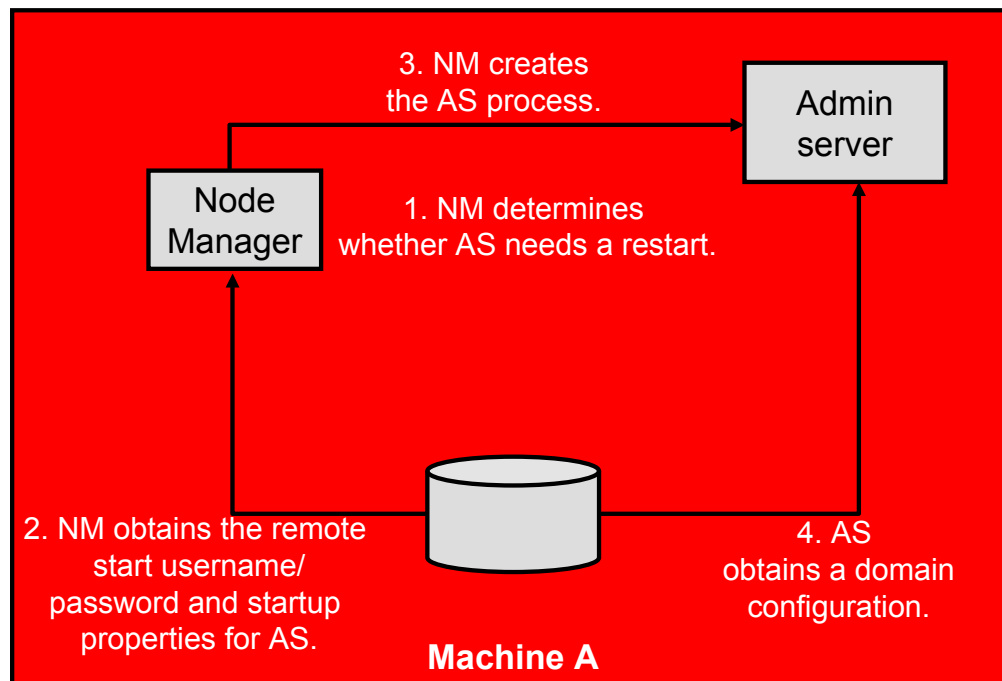 3. NM creates
the AS process.
Admin
server
Node
Manager
1. NM determines
whether AS needs a restart.
2. NM obtains the remote
start username/
password and startup
properties for AS.
4. AS
obtains a domain
configuration.
Machine A